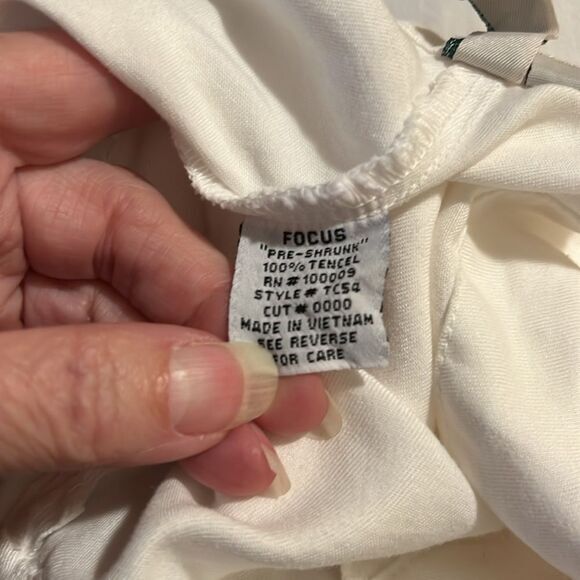 FOCUS
"PRE-SHRUNK"
100% TENCEL
RN# 100009
STYLE# TC54
CUT# 0000
MADE IN VIETNAM
SEE REVERSE
FOR CARE